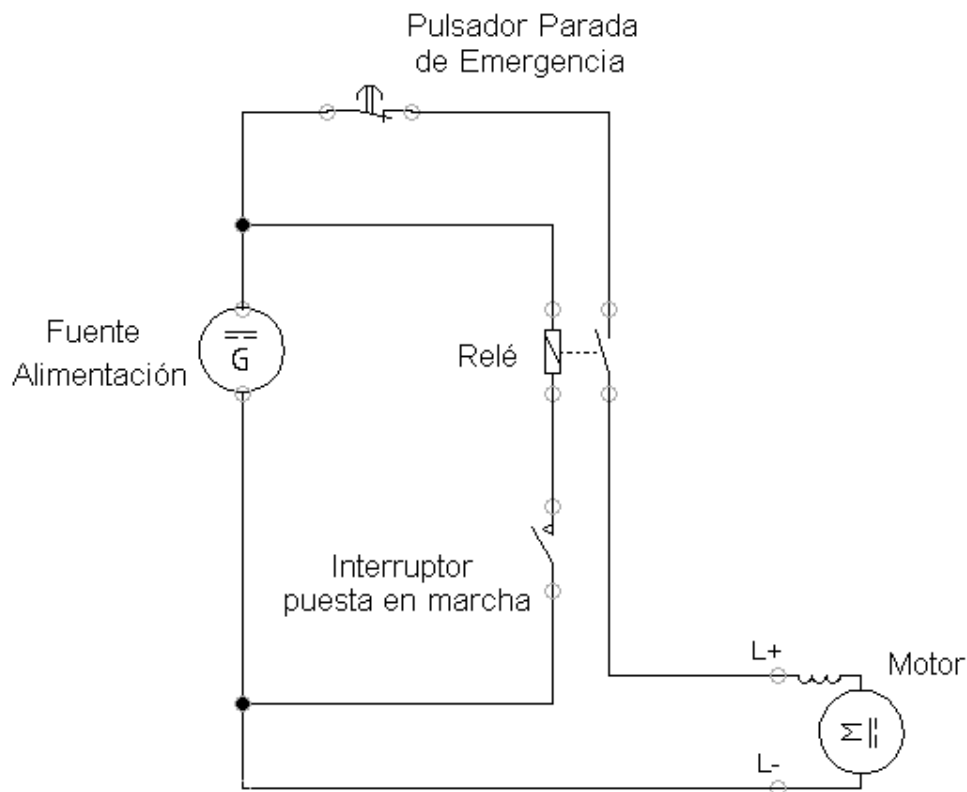 Pulsador Parada
de Emergencia
Fuente
Alimentación
G
Relé
Interruptor
puesta en marcha
L+
Motor
Σ
L-